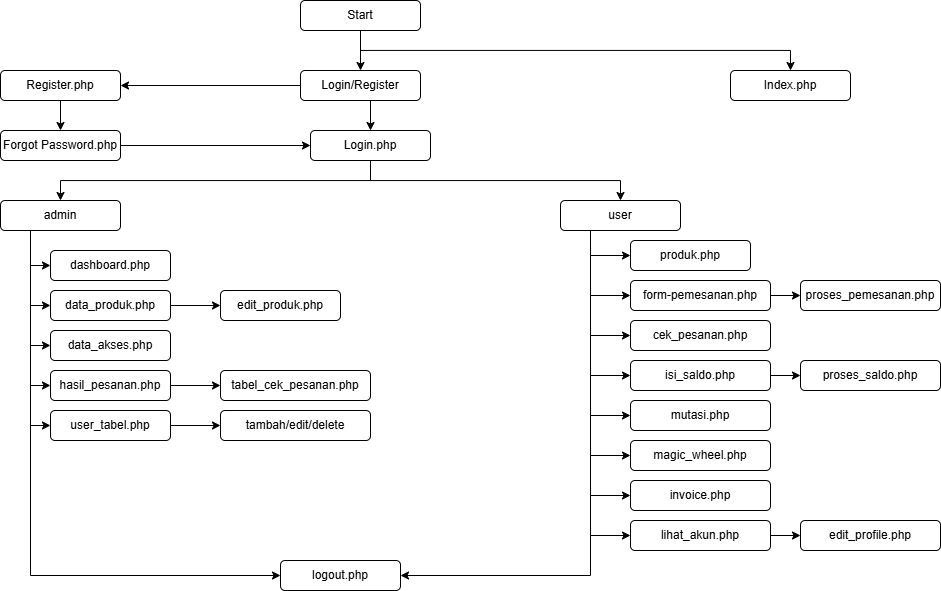 Start
Register.php
Login/Register
Index.php
Forgot Password.php
Login.php
admin
user
dashboard.php
data_produk.php
edit_produk.php
data_akses.php
hasil_pesanan.php
tabel_cek_pesanan.php
user_tabel.php
tambah/edit/delete
produk.php
form-pemesanan.php
proses_pemesanan.php
cek_pesanan.php
isi_saldo.php
proses_saldo.php
mutasi.php
magic_wheel.php
invoice.php
lihat_akun.php
edit_profile.php
logout.php